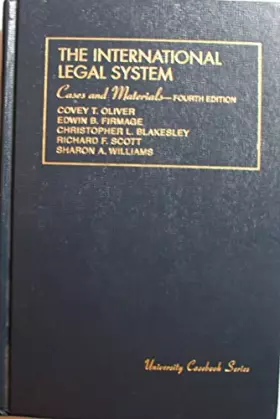 THE INTERNATIONAL
LEGAL SYSTEM
Cases and Materials—FOURTH EDITION
COVEY T. OLIVER
EDWIN B. FIRMAGE
CHRISTOPHER L. BLAKESLEY
RICHARD F. SCOTT
SHARON A. WILLIAMS
University Casebook Series